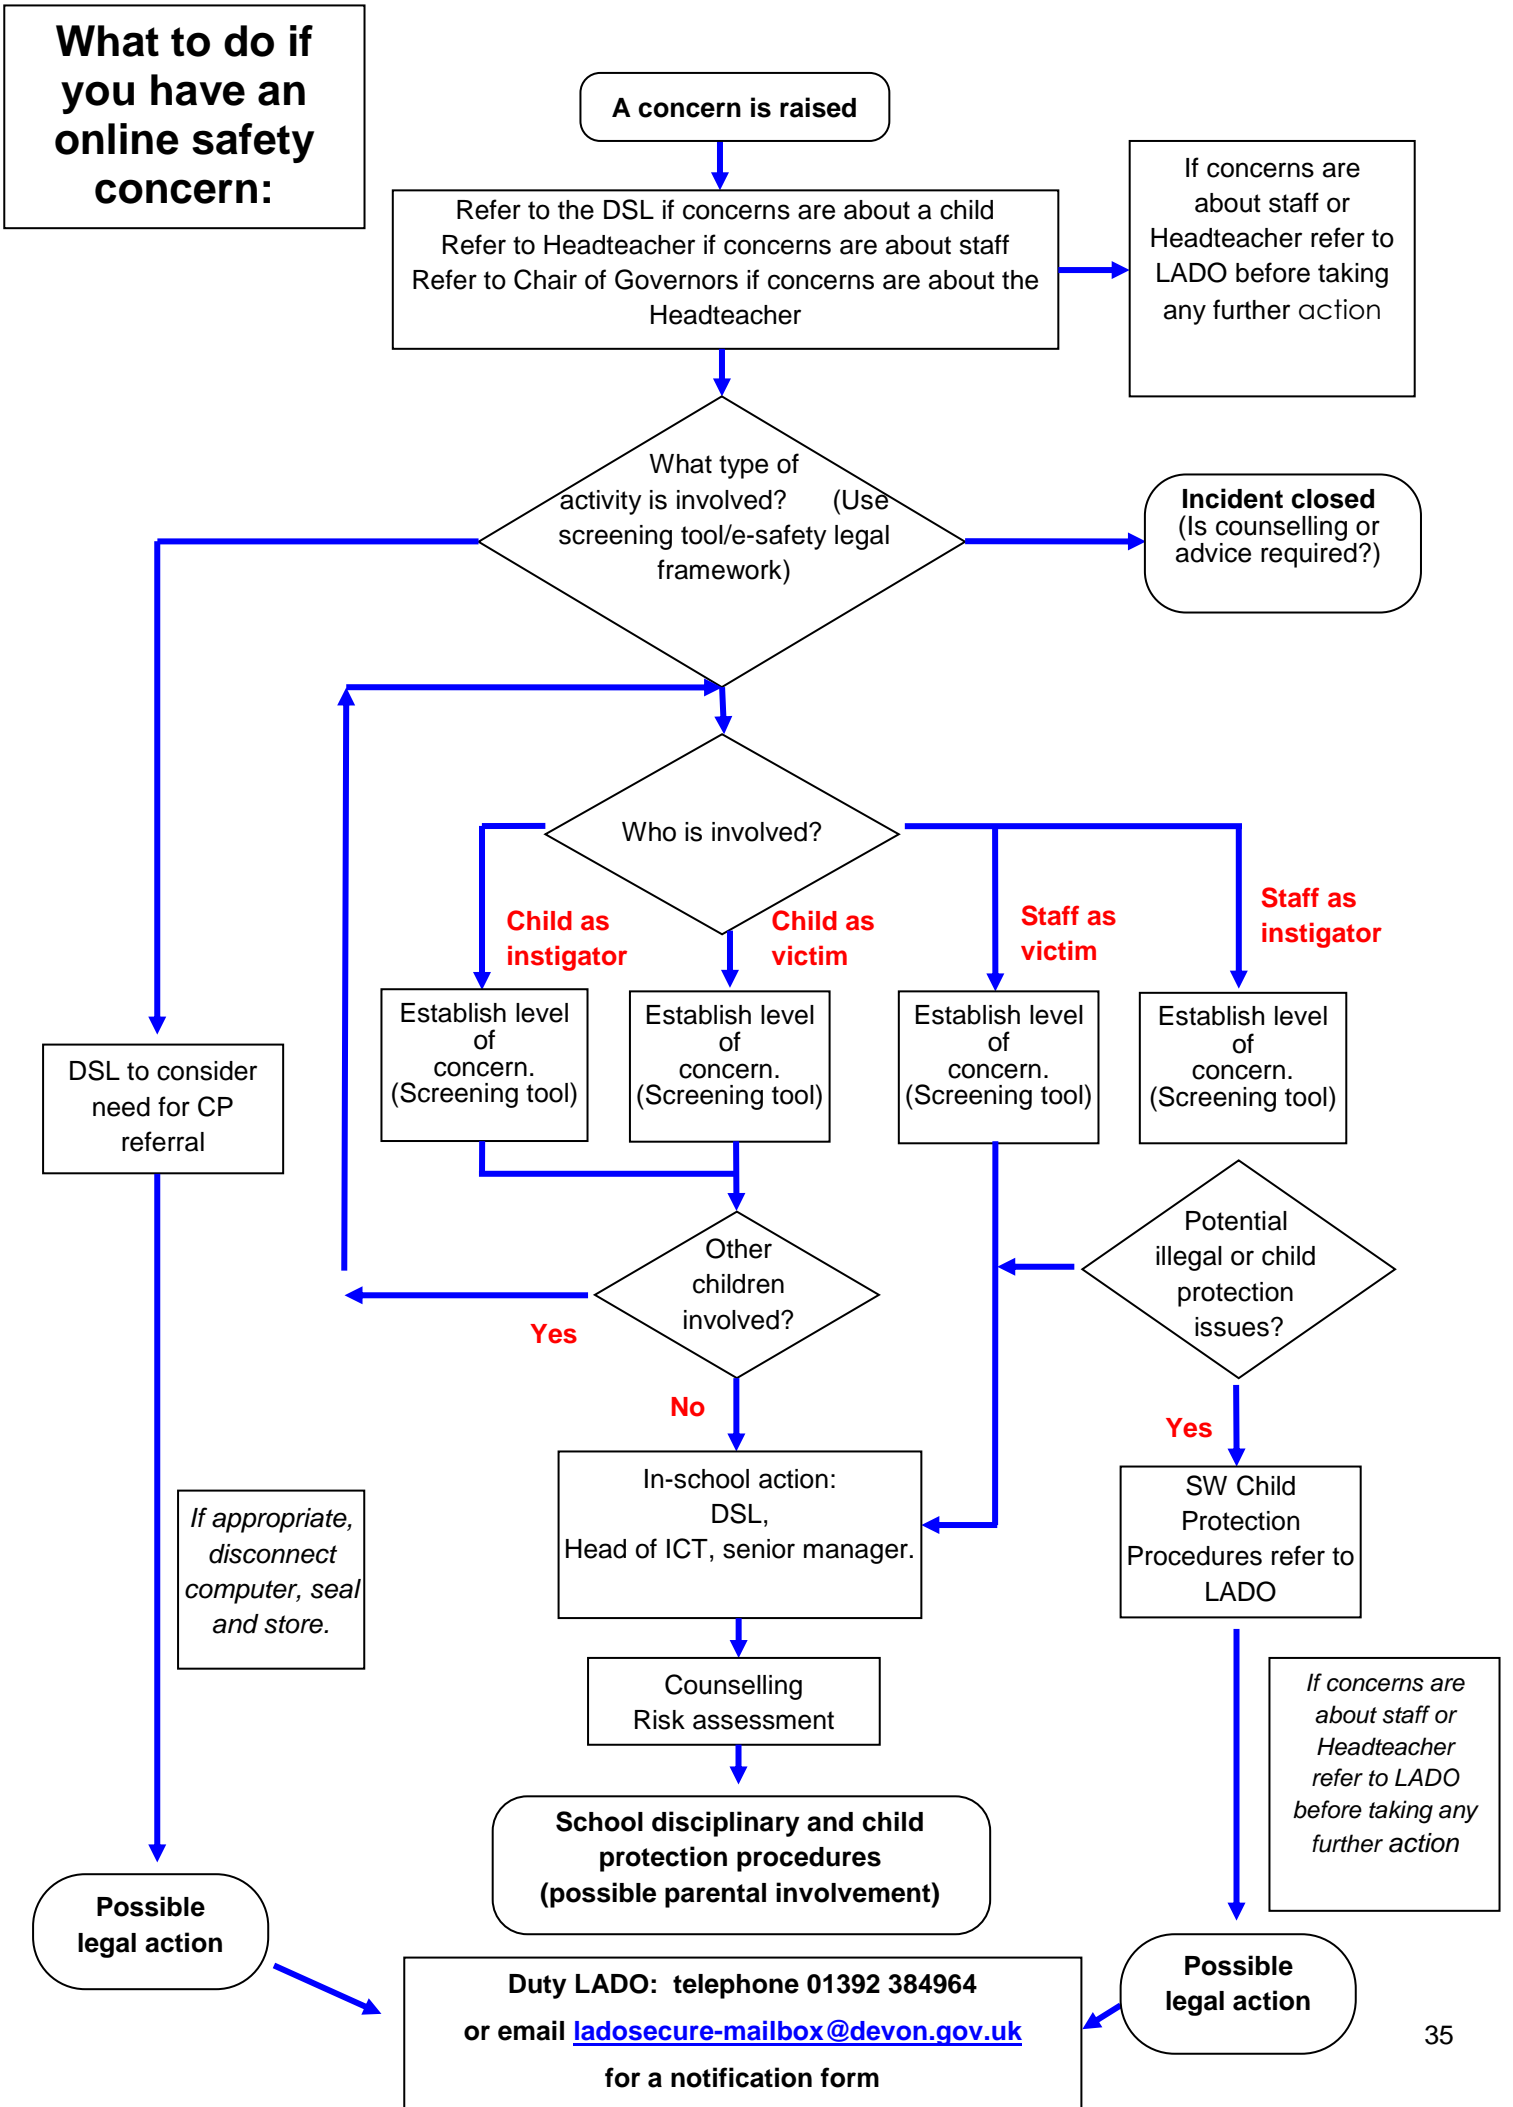 What to do if
you have an
online safety
concern:
A concern is raised
Refer to the DSL if concerns are about a child
Refer to Headteacher if concerns are about staff
Refer to Chair of Governors if concerns are about the
Headteacher
If concerns are
about staff or
Headteacher refer to
LADO before taking
any further action
What type of
activity is involved? (Use
screening tool/e-safety legal
framework)
Incident closed
(Is counselling or
advice required?)
Who is involved?
Child as
instigator
Child as
victim
Staff as
victim
Staff as
instigator
Establish level
of
concern.
(Screening tool)
Establish level
of
concern.
(Screening tool)
Establish level
of
concern.
(Screening tool)
Establish level
of
concern.
(Screening tool)
DSL to consider
need for CP
referral
Other
children
involved?
Potential
illegal or child
protection
issues?
Yes
No
Yes
In-school action:
DSL,
Head of ICT, senior manager.
SW Child
Protection
Procedures refer to
LADO
If appropriate,
disconnect
computer, seal
and store.
Counselling
Risk assessment
If concerns are
about staff or
Headteacher
refer to LADO
before taking any
further action
School disciplinary and child
protection procedures
(possible parental involvement)
Possible
legal action
Possible
legal action
Duty LADO: telephone 01392 384964
or email ladosecure-mailbox@devon.gov.uk
for a notification form
35